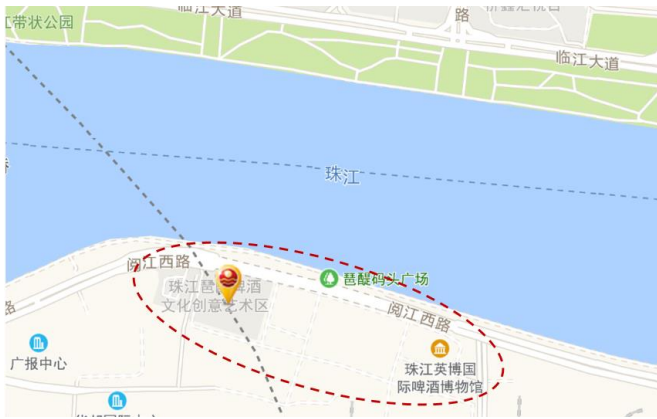 江带状公园
临江大道
路
临江大道
珠江
阅江西路
琶醍码头广场
珠江琶醍啤酒
文化创意艺术区
阅江西路
路
广报中心
珠江英博国
际啤酒博物馆